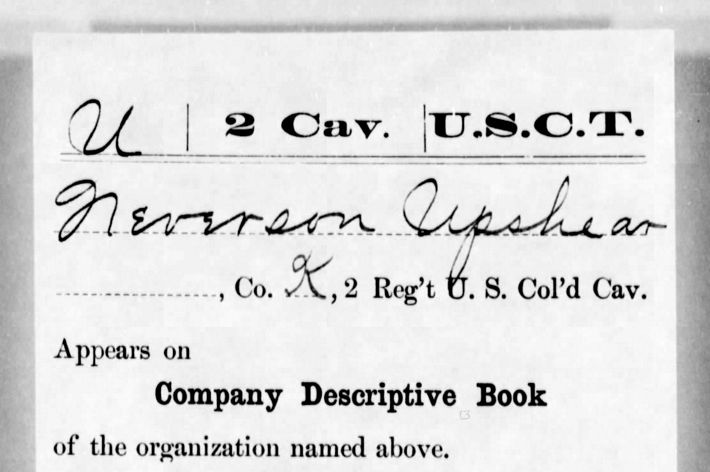 U | 2 Cav. | U.S.C.T.
Neverson Upshear
, Co. K, 2 Reg't U. S. Col'd Cav.
Appears on
Company Descriptive Book
of the organization named above.